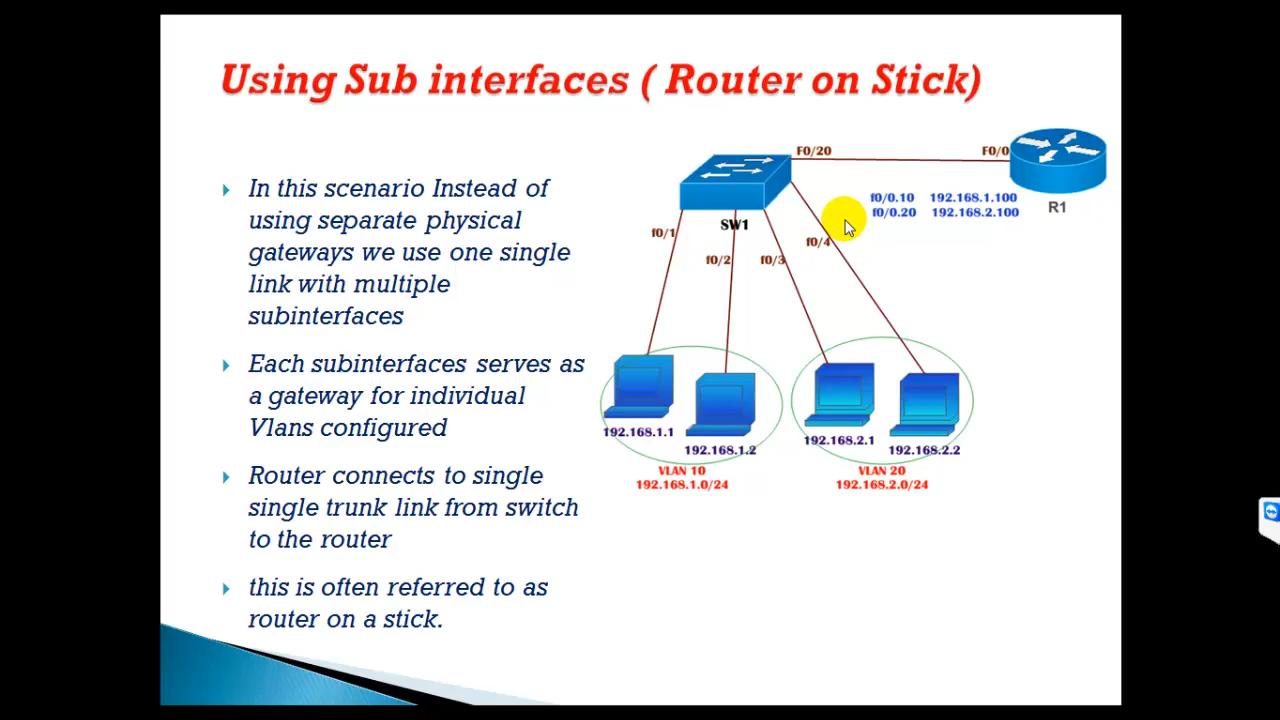 Using Sub interfaces ( Router on Stick)
In this scenario Instead of
using separate physical
gateways we use one single
link with multiple
subinterfaces
Each subinterfaces serves as
a gateway for individual
Vlans configured
Router connects to single
single trunk link from switch
to the router
this is often referred to as
router on a stick.
F0/20
F0/0
f0/0.10 192.168.1.100
f0/0.20 192.168.2.100
R1
SW1
f0/1
f0/2
f0/3
f0/4
192.168.1.1
192.168.1.2
192.168.2.1
192.168.2.2
VLAN 10
192.168.1.0/24
VLAN 20
192.168.2.0/24